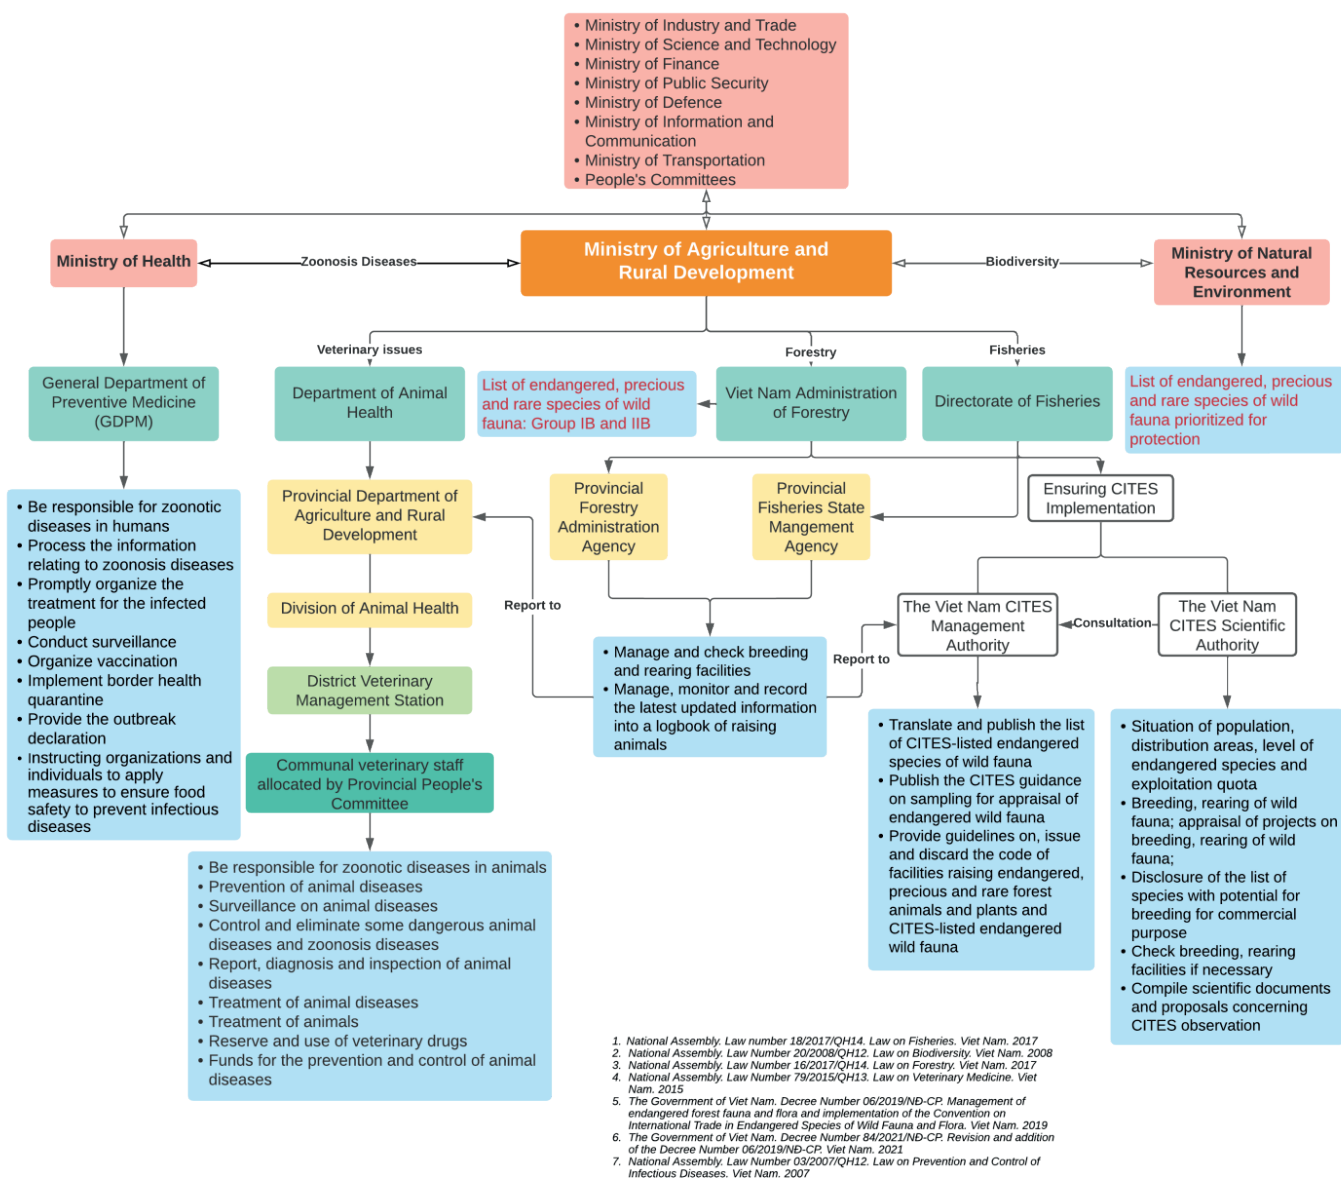 • Ministry of Industry and Trade
• Ministry of Science and Technology
• Ministry of Finance
• Ministry of Public Security
• Ministry of Defence
• Ministry of Information and
Communication
• Ministry of Transportation
• People's Committees
Ministry of Health
Zoonosis Diseases
Ministry of Agriculture and
Rural Development
Biodiversity
Ministry of Natural
Resources and
Environment
Veterinary issues
Forestry
Fisheries
General Department of
Preventive Medicine
(GDPM)
Department of Animal
Health
List of endangered, precious
and rare species of wild
fauna: Group IB and IIB
Viet Nam Administration
of Forestry
Directorate of Fisheries
List of endangered, precious
and rare species of wild
fauna prioritized for
protection
• Be responsible for zoonotic
diseases in humans
• Process the information
relating to zoonosis diseases
• Promptly organize the
treatment for the infected
people
• Conduct surveillance
• Organize vaccination
• Implement border health
quarantine
• Provide the outbreak
declaration
• Instructing organizations and
individuals to apply
measures to ensure food
safety to prevent infectious
diseases
Provincial Department of
Agriculture and Rural
Development
Provincial
Forestry
Administration
Agency
Provincial
Fisheries State
Mangement
Agency
Ensuring CITES
Implementation
Division of Animal Health
Report to
The Viet Nam CITES
Management
Authority
Consultation
The Viet Nam
CITES Scientific
Authority
District Veterinary
Management Station
• Manage and check breeding
and rearing facilities
• Manage, monitor and record
the latest updated information
into a logbook of raising
animals
Report to
Communal veterinary staff
allocated by Provincial People's
Committee
• Translate and publish the list
of CITES-listed endangered
species of wild fauna
• Publish the CITES guidance
on sampling for appraisal of
endangered wild fauna
• Provide guidelines on, issue
and discard the code of
facilities raising endangered,
precious and rare forest
animals and plants and
CITES-listed endangered
wild fauna
• Situation of population,
distribution areas, level of
endangered species and
exploitation quota
• Breeding, rearing of wild
fauna; appraisal of projects on
breeding, rearing of wild
fauna;
• Disclosure of the list of
species with potential for
breeding for commercial
purpose
• Check breeding, rearing
facilities if necessary
• Compile scientific documents
and proposals concerning
CITES observation
• Be responsible for zoonotic diseases in animals
• Prevention of animal diseases
• Surveillance on animal diseases
• Control and eliminate some dangerous animal
diseases and zoonosis diseases
• Report, diagnosis and inspection of animal
diseases
• Treatment of animal diseases
• Treatment of animals
• Reserve and use of veterinary drugs
• Funds for the prevention and control of animal
diseases
1. National Assembly. Law number 18/2017/QH14. Law on Fisheries. Viet Nam. 2017
2. National Assembly. Law Number 20/2008/QH12. Law on Biodiversity. Viet Nam. 2008
3. National Assembly. Law Number 16/2017/QH14. Law on Forestry. Viet Nam. 2017
4. National Assembly. Law Number 79/2015/QH13. Law on Veterinary Medicine. Viet
Nam. 2015
5. The Government of Viet Nam. Decree Number 06/2019/NĐ-CP. Management of
endangered forest fauna and flora and implementation of the Convention on
International Trade in Endangered Species of Wild Fauna and Flora. Viet Nam. 2019
6. The Government of Viet Nam. Decree Number 84/2021/NĐ-CP. Revision and addition
of the Decree Number 06/2019/NĐ-CP. Viet Nam. 2021
7. National Assembly. Law Number 03/2007/QH12. Law on Prevention and Control of
Infectious Diseases. Viet Nam. 2007